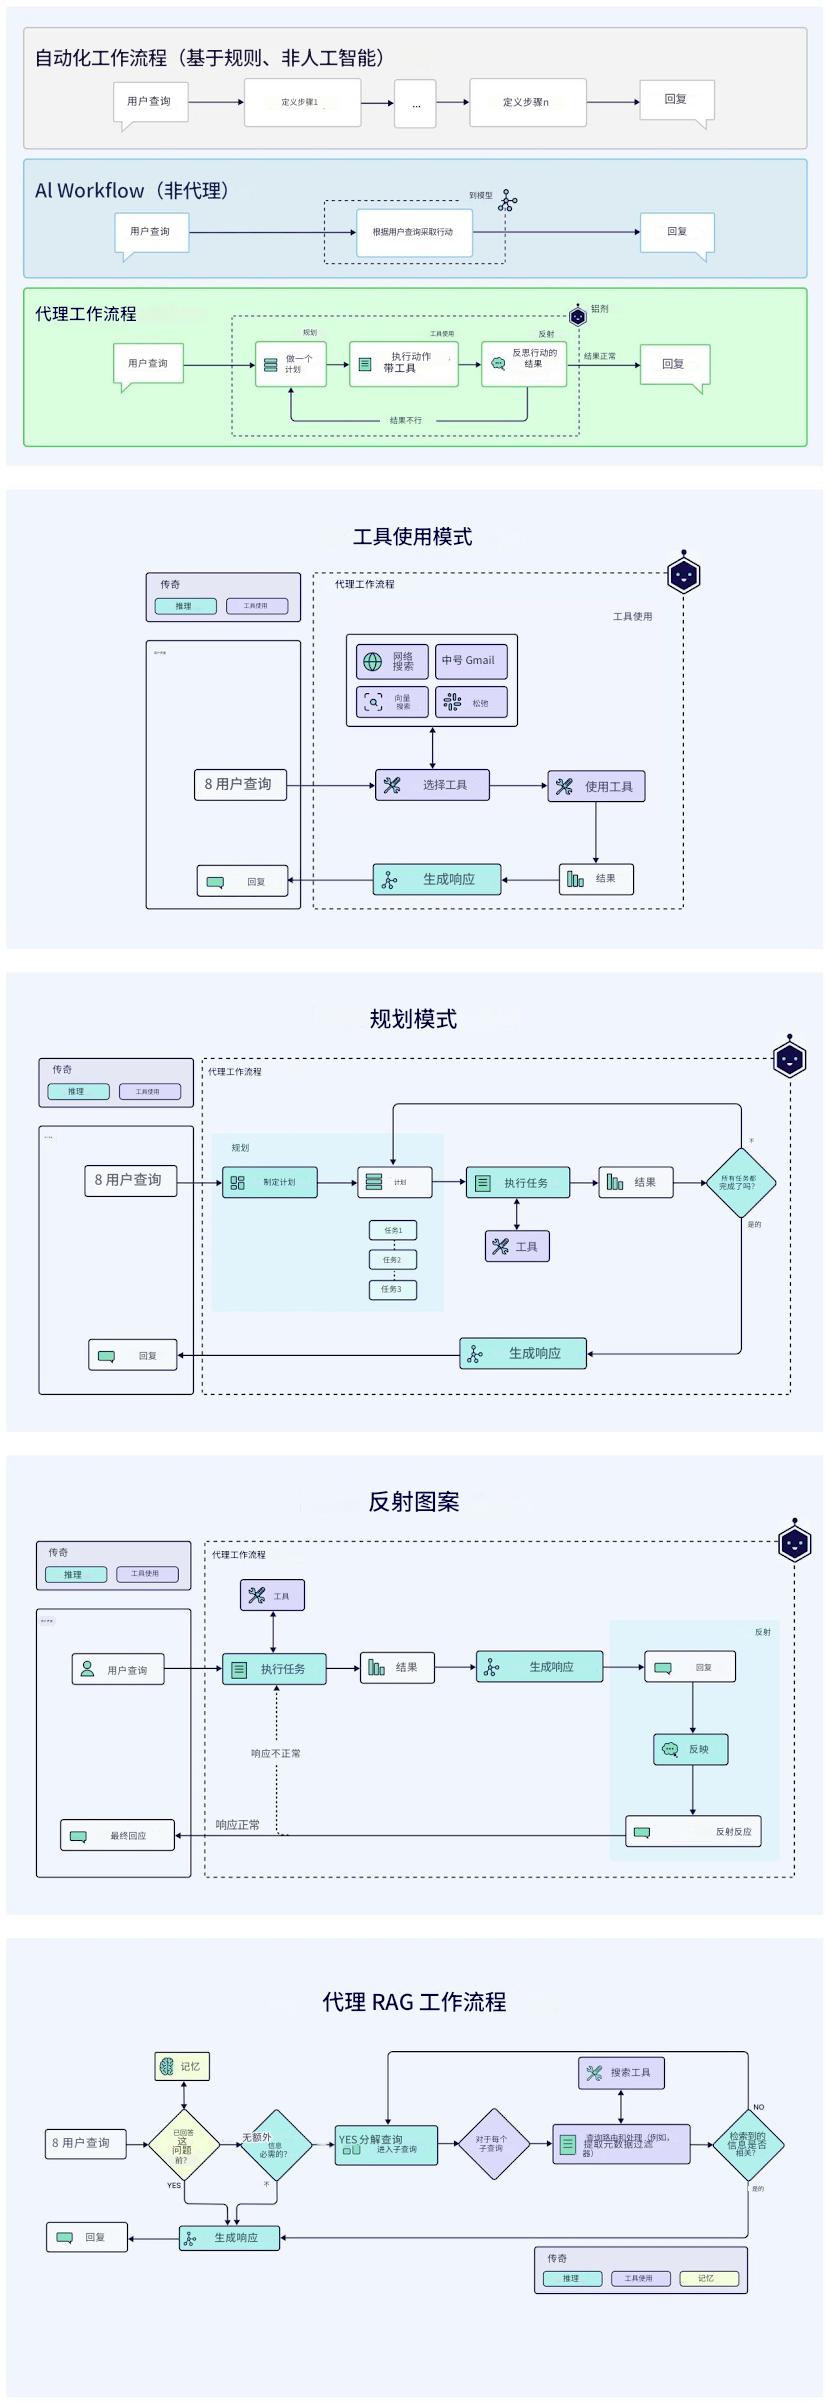 自动化工作流程（基于规则、非人工智能）
用户查询
定义步骤1
...
定义步骤n
回复
Al Workflow（非代理）
到模型
用户查询
根据用户查询采取行动
回复
代理工作流程
铝剂
规划
工具使用
反射
用户查询
做一个
计划
执行动作
带工具
反思行动的
结果
结果正常
回复
结果不行
工具使用模式
传奇
推理
工具使用
代理工作流程
工具使用
网络
搜索
中号 Gmail
向量
搜索
松弛
8 用户查询
选择工具
使用工具
回复
生成响应
结果
规划模式
传奇
推理
工具使用
代理工作流程
不
规划
8 用户查询
制定计划
计划
执行任务
结果
所有任务都
完成了吗?
是的
任务1
任务2
任务3
工具
回复
生成响应
反射图案
传奇
推理
工具使用
代理工作流程
工具
反射
用户查询
执行任务
结果
生成响应
回复
响应不正常
反映
响应正常
最终回应
反射反应
代理 RAG 工作流程
记忆
搜索工具
NO
8 用户查询
已回答
这
问题
前?
无额外
信息
必需的?
YES 分解查询
进入子查询
对于每个
子查询
查询路由和处理（例如，
提取元数据过滤
器）
检索到的
信息是否
相关?
YES
不
是的
回复
生成响应
传奇
推理
工具使用
记忆